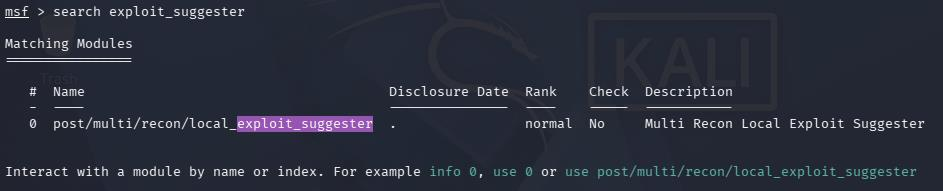 msf > search exploit_suggester
Matching Modules
================
Trash
KALI
#  Name                                      Disclosure Date  Rank    Check  Description
-  ----                                      ---------------  ----    -----  -----------
0  post/multi/recon/local_exploit_suggester  .                normal  No     Multi Recon Local Exploit Suggester
Interact with a module by name or index. For example info 0, use 0 or use post/multi/recon/local_exploit_suggester